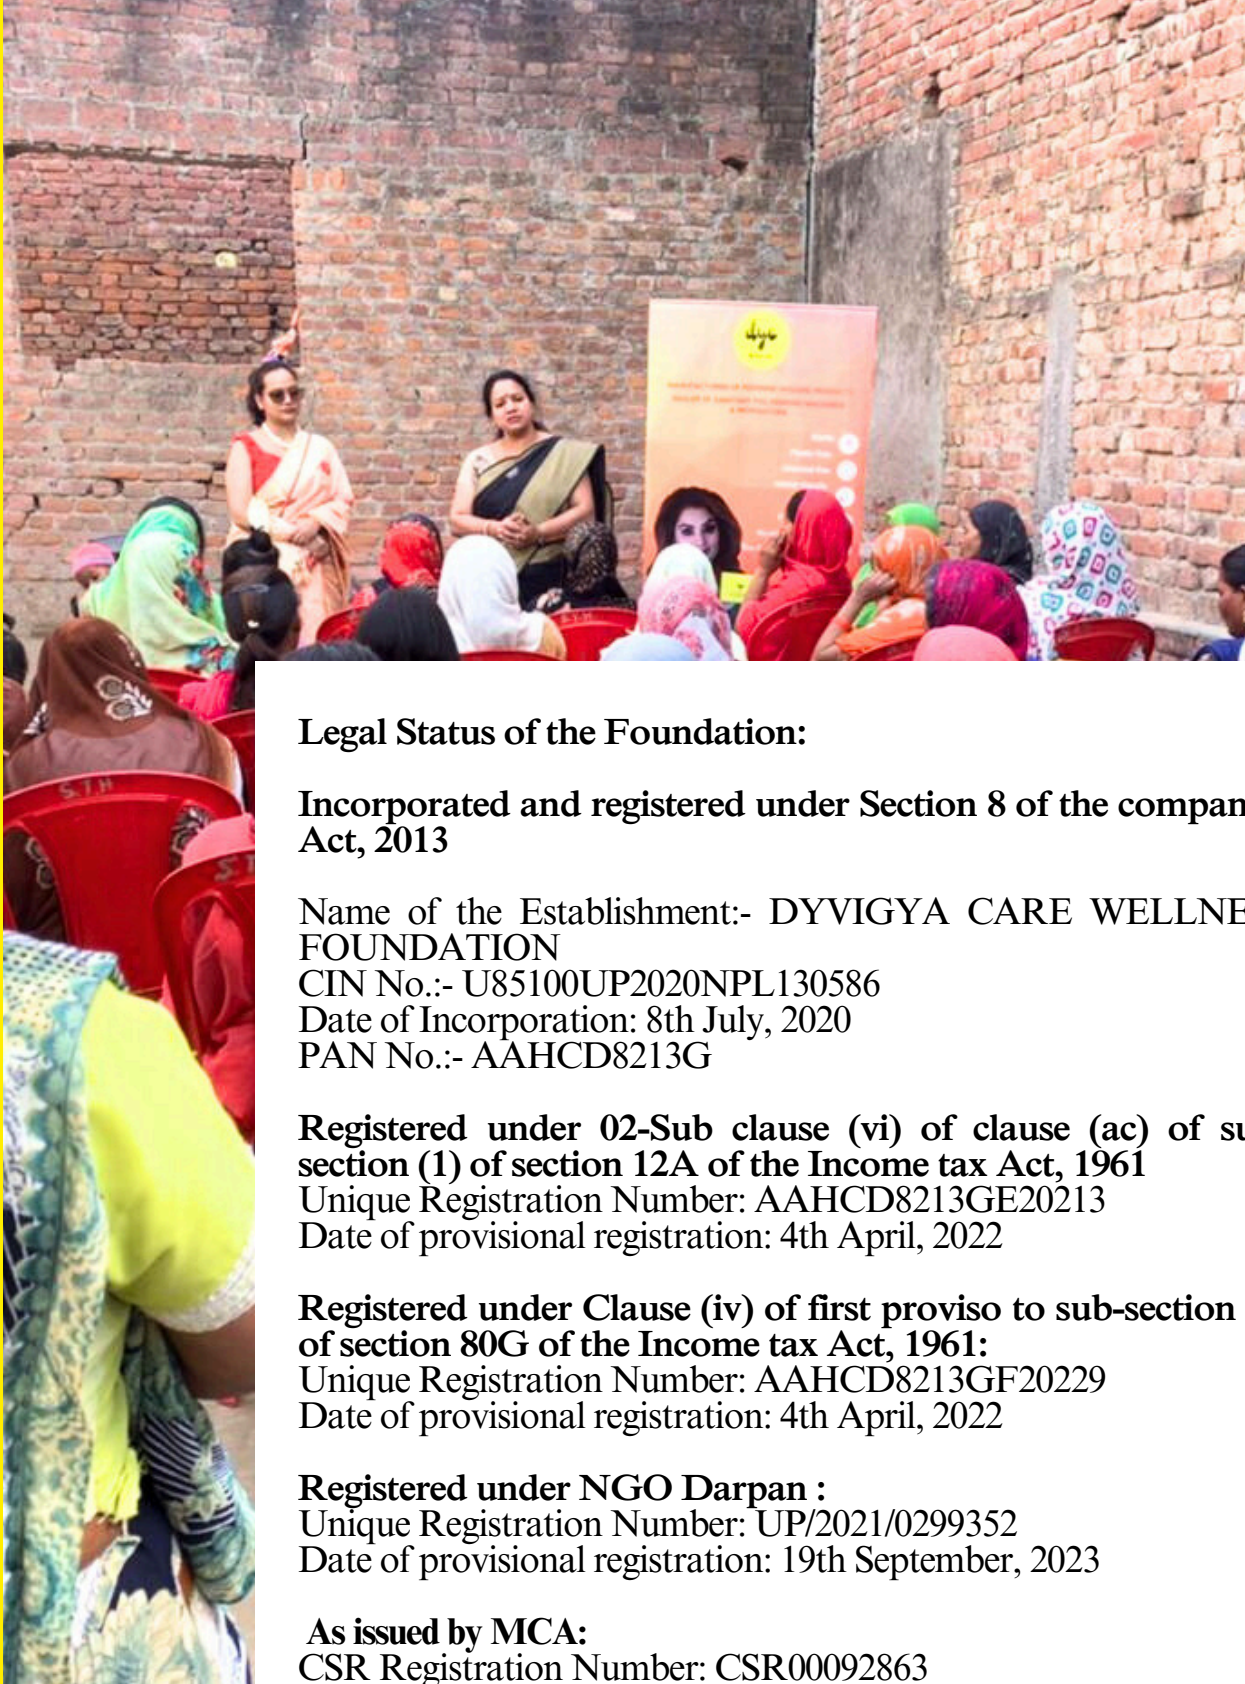 dyc
S.T.H
Legal Status of the Foundation:
Incorporated and registered under Section 8 of the compan
Act, 2013
Name of the Establishment:- DYVIGYA CARE WELLNE
FOUNDATION
CIN No.:- U85100UP2020NPL130586
Date of Incorporation: 8th July, 2020
PAN No.:- AAHCD8213G
Registered under 02-Sub clause (vi) of clause (ac) of su
section (1) of section 12A of the Income tax Act, 1961
Unique Registration Number: AAHCD8213GE20213
Date of provisional registration: 4th April, 2022
Registered under Clause (iv) of first proviso to sub-section
of section 80G of the Income tax Act, 1961:
Unique Registration Number: AAHCD8213GF20229
Date of provisional registration: 4th April, 2022
Registered under NGO Darpan :
Unique Registration Number: UP/2021/0299352
Date of provisional registration: 19th September, 2023
As issued by MCA:
CSR Registration Number: CSR00092863